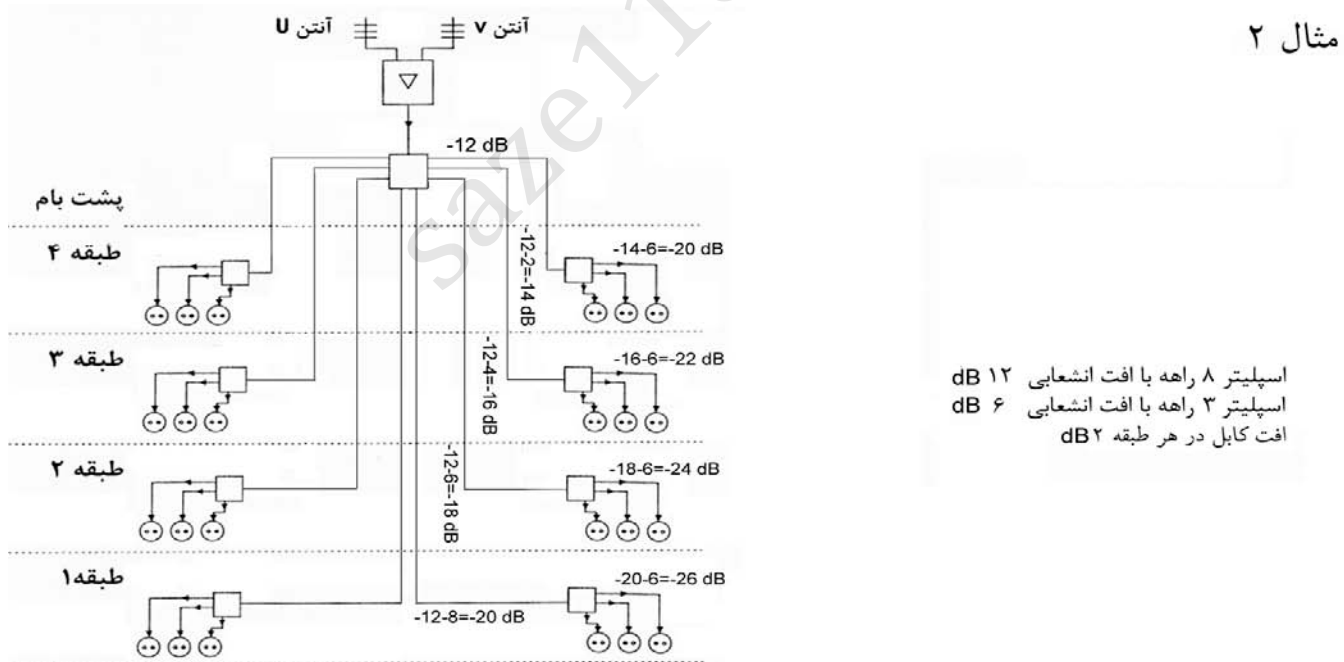 مثال ۲
آنتن U
آنتن v
-12 dB
پشت بام
طبقه ۴
-12-2=-14 dB
-14-6=-20 dB
طبقه ۳
-12-4=-16 dB
-16-6=-22 dB
اسپلیتر ۸ راهه با افت انشعابی ۱۲ dB
اسپلیتر ۳ راهه با افت انشعابی ۶ dB
افت کابل در هر طبقه ۲ dB
طبقه ۲
-12-6=-18 dB
-18-6=-24 dB
طبقه۱
-12-8=-20 dB
-20-6=-26 dB